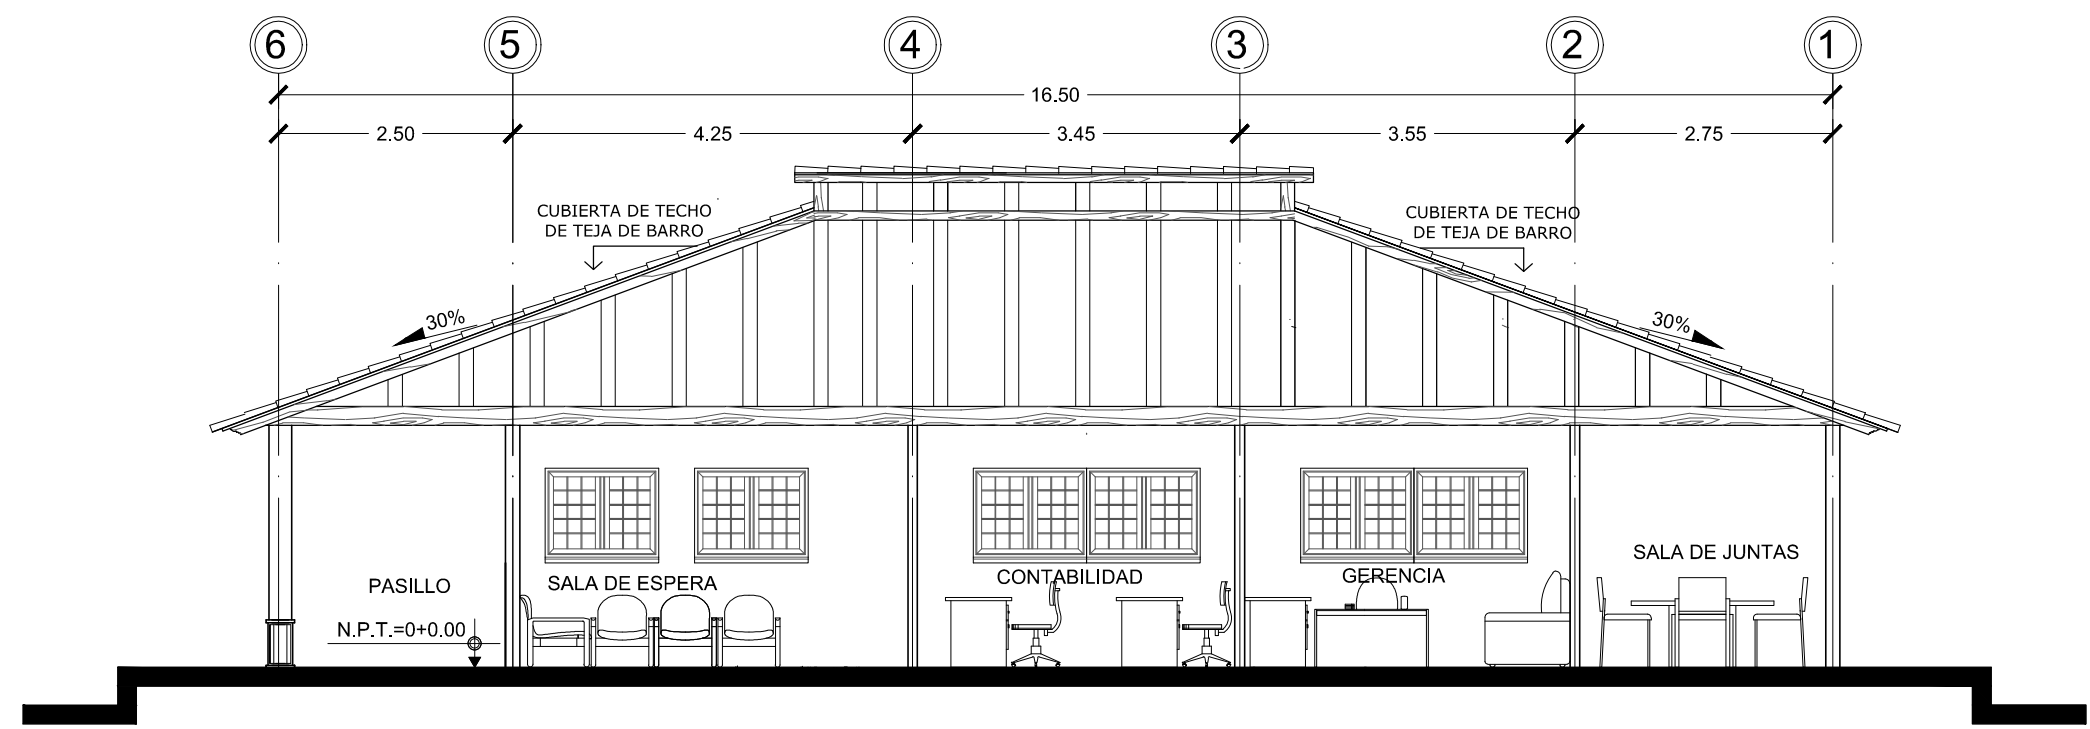 6 5 4 3 2 1
16.50
2.50 4.25 3.45 3.55 2.75
CUBIERTA DE TECHO
DE TEJA DE BARRO
CUBIERTA DE TECHO
DE TEJA DE BARRO
30%
30%
SALA DE JUNTAS
CONTABILIDAD
GERENCIA
PASILLO
SALA DE ESPERA
N.P.T.=0+0.00